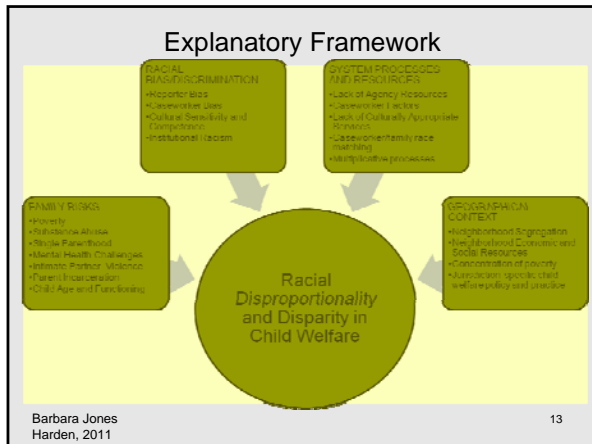 Explanatory Framework
RACIAL
BIAS/DISCRIMINATION
•Reporter Bias
•Caseworker Bias
•Cultural Sensitivity and
Competence
•Institutional Racism
SYSTEM PROCESSES
AND RESOURCES
•Lack of Agency Resources
•Caseworker Factors
•Lack of Culturally Appropriate
Services
•Caseworker/family race
matching
•Multiplicative processes
FAMILY RISKS
•Poverty
•Substance Abuse
•Single Parenthood
•Mental Health Challenges
•Intimate Partner Violence
•Parent Incarceration
•Child Age and Functioning
GEOGRAPHICAL
CONTEXT
•Neighborhood Segregation
•Neighborhood Economic and
Social Resources
•Concentration of poverty
•Jurisdiction-specific child
welfare policy and practice
Racial
Disproportionality
and Disparity in
Child Welfare
Barbara Jones
Harden, 2011
13